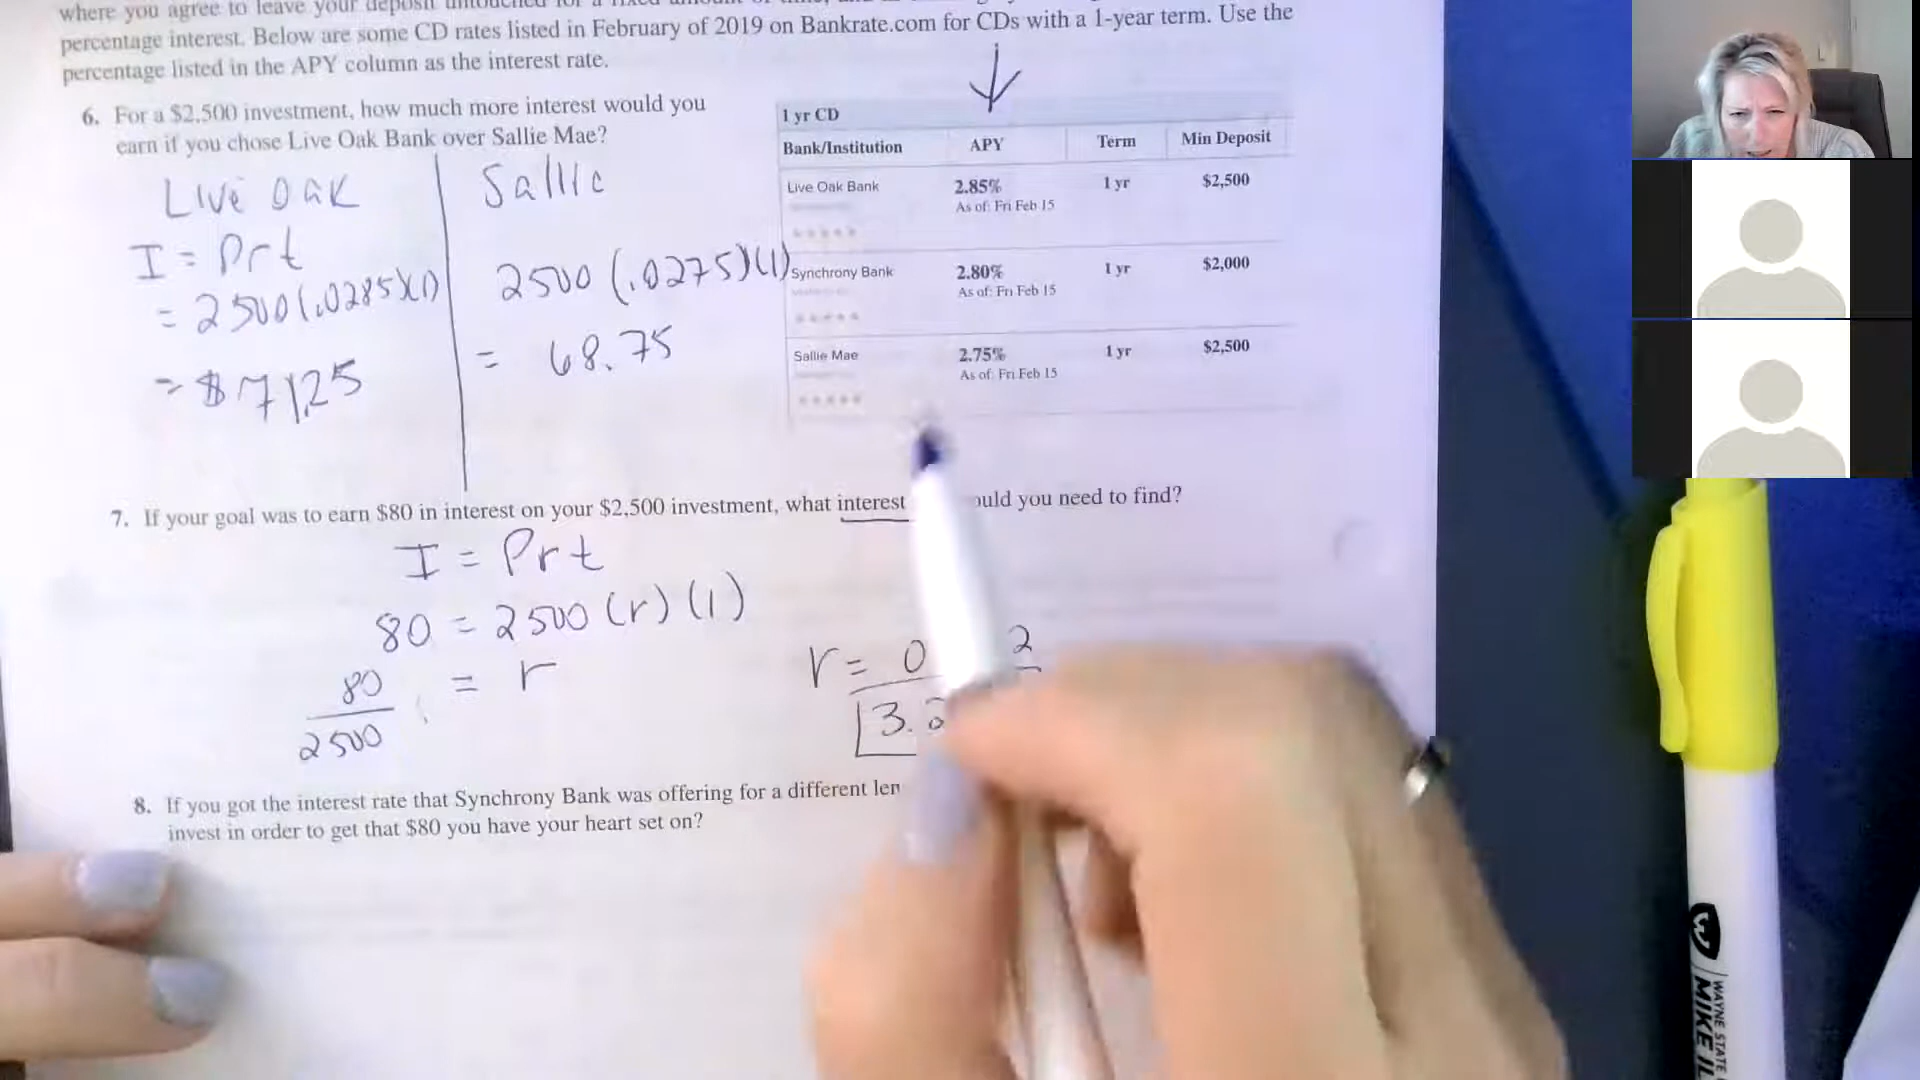 where you agree to leave your deposit untouched for a fixed amount of time,
percentage interest. Below are some CD rates listed in February of 2019 on Bankrate.com for CDs with a 1-year term. Use the
percentage listed in the APY column as the interest rate.
6. For a $2,500 investment, how much more interest would you
earn if you chose Live Oak Bank over Sallie Mae?
Live Oak
I = Prt
= 2500(.0285)(1)
= $71.25
Sallie
2500 (.0275)(1)
= 68.75
1 yr CD
Bank/Institution APY Term Min Deposit
Live Oak Bank 2.85% 1 yr $2,500
As of: Fri Feb 15
Synchrony Bank 2.80% 1 yr $2,000
As of: Fri Feb 15
Sallie Mae 2.75% 1 yr $2,500
As of: Fri Feb 15
7. If your goal was to earn $80 in interest on your $2,500 investment, what interest ould you need to find?
I = Prt
80 = 2500 (r) (1)
80
2500
= r
r = 0 2
3.2
8. If you got the interest rate that Synchrony Bank was offering for a different len
invest in order to get that $80 you have your heart set on?
WAYNE STATE
MIKE IL